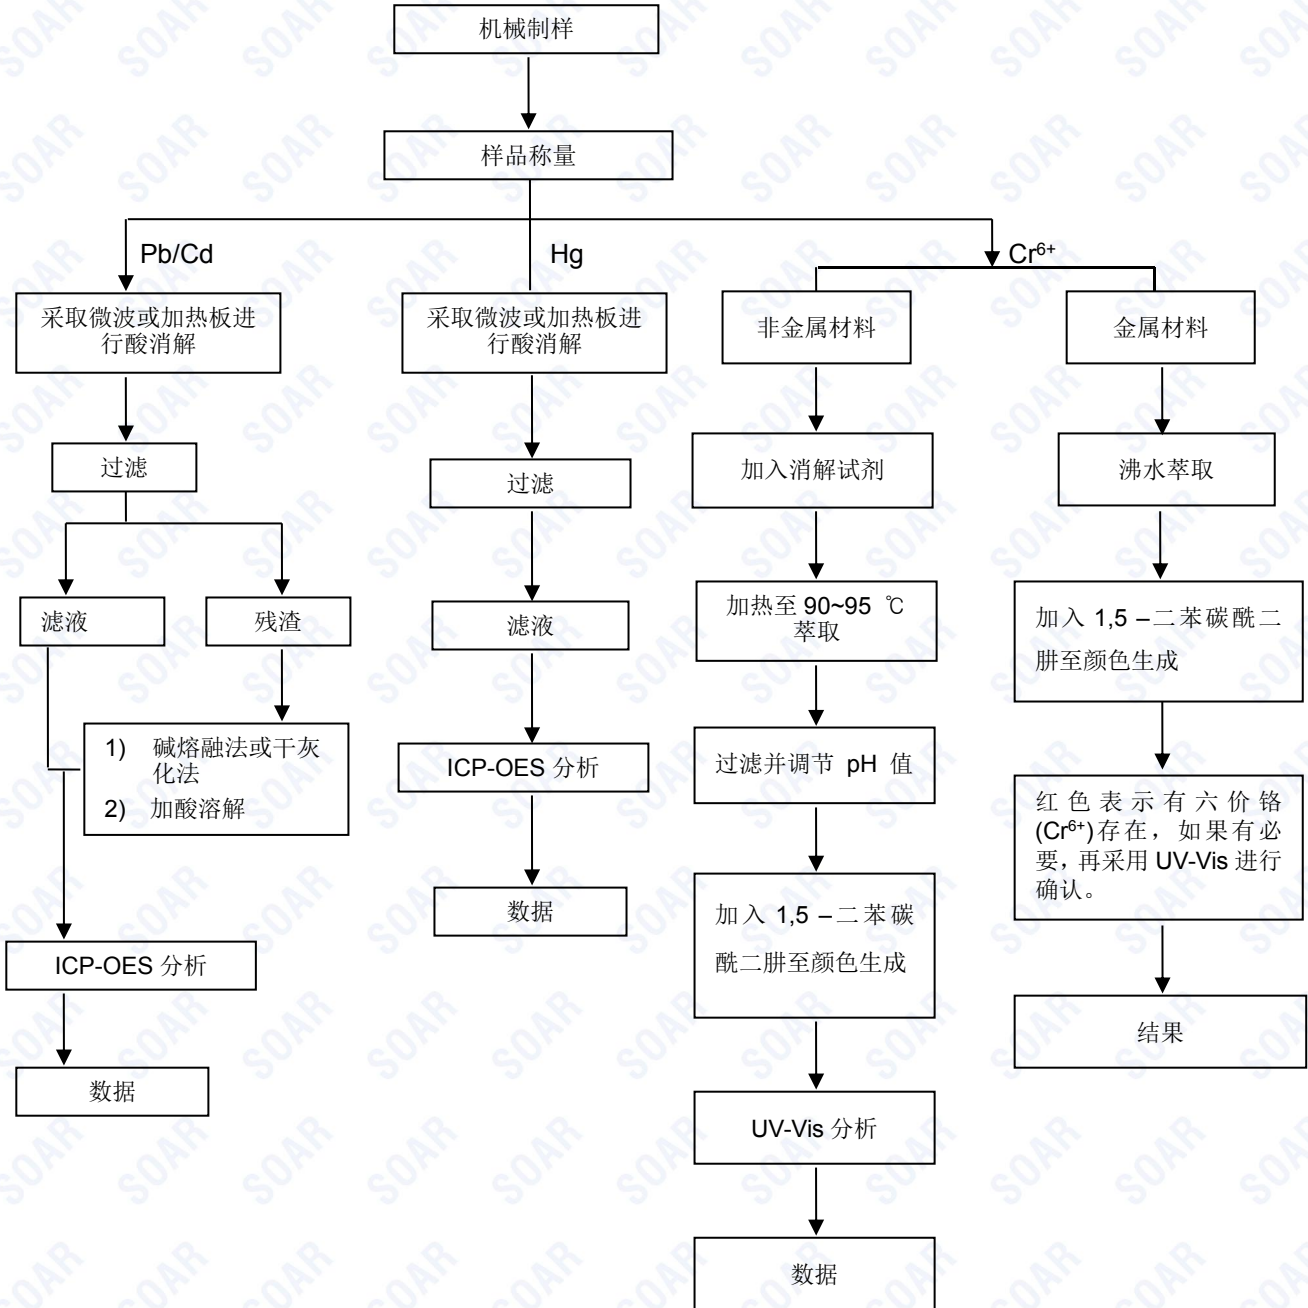 机械制样
样品称量
Pb/Cd
Hg
Cr⁶⁺
采取微波或加热板进
行酸消解
过滤
滤液
残渣
1) 碱熔融法或干灰
化法
2) 加酸溶解
ICP-OES 分析
数据
采取微波或加热板进
行酸消解
过滤
滤液
ICP-OES 分析
数据
非金属材料
加入消解试剂
加热至 90~95 ℃
萃取
过滤并调节 pH 值
加入 1,5 –二苯碳
酰二肼至颜色生成
UV-Vis 分析
数据
金属材料
沸水萃取
加入 1,5 –二苯碳酰二
肼至颜色生成
红色表示有六价铬
(Cr⁶⁺)存在，如果有必
要，再采用 UV-Vis 进行
确认。
结果
SOAR